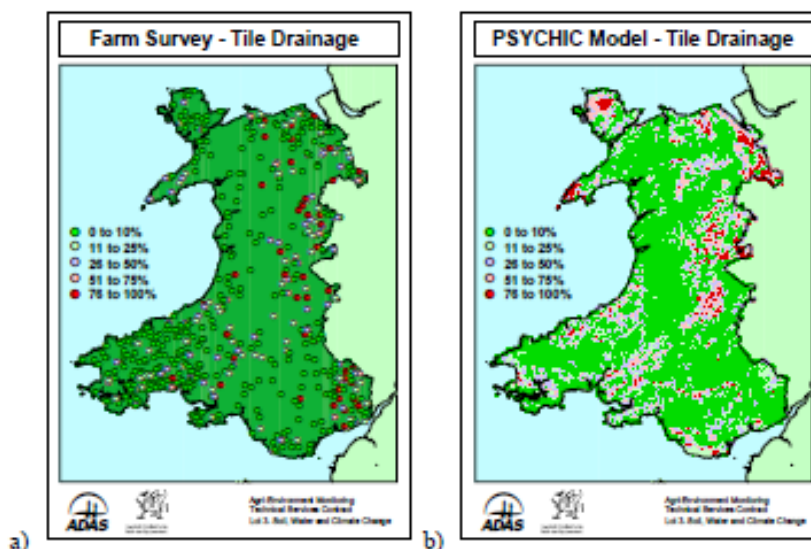 Farm Survey - Tile Drainage
0 to 10%
11 to 25%
26 to 50%
51 to 75%
76 to 100%
ADAS
Agri Environment Monitoring
Technical Services Contract
Lot 3. Soil, Water and Climate Change
a)
PSYCHIC Model - Tile Drainage
0 to 10%
11 to 25%
26 to 50%
51 to 75%
76 to 100%
ADAS
Agri Environment Monitoring
Technical Services Contract
Lot 3. Soil, Water and Climate Change
b)